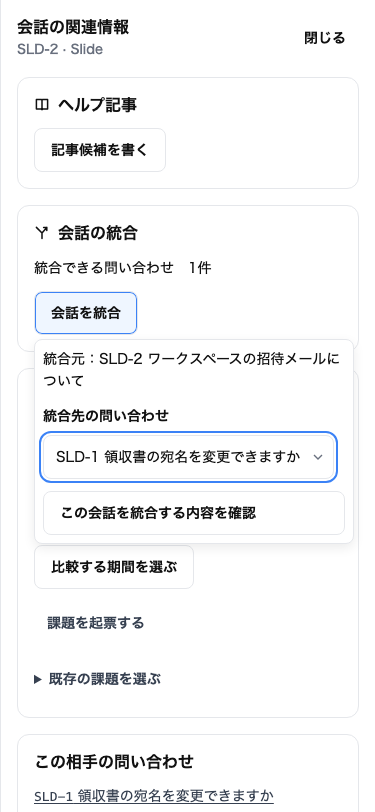 会話の関連情報
SLD-2 · Slide
閉じる
ヘルプ記事
記事候補を書く
会話の統合
統合できる問い合わせ　1件
会話を統合
統合元：SLD-2 ワークスペースの招待メールに
ついて
統合先の問い合わせ
SLD-1 領収書の宛名を変更できますか
この会話を統合する内容を確認
比較する期間を選ぶ
課題を起票する
▶ 既存の課題を選ぶ
この相手の問い合わせ
SLD-1 領収書の宛名を変更できますか